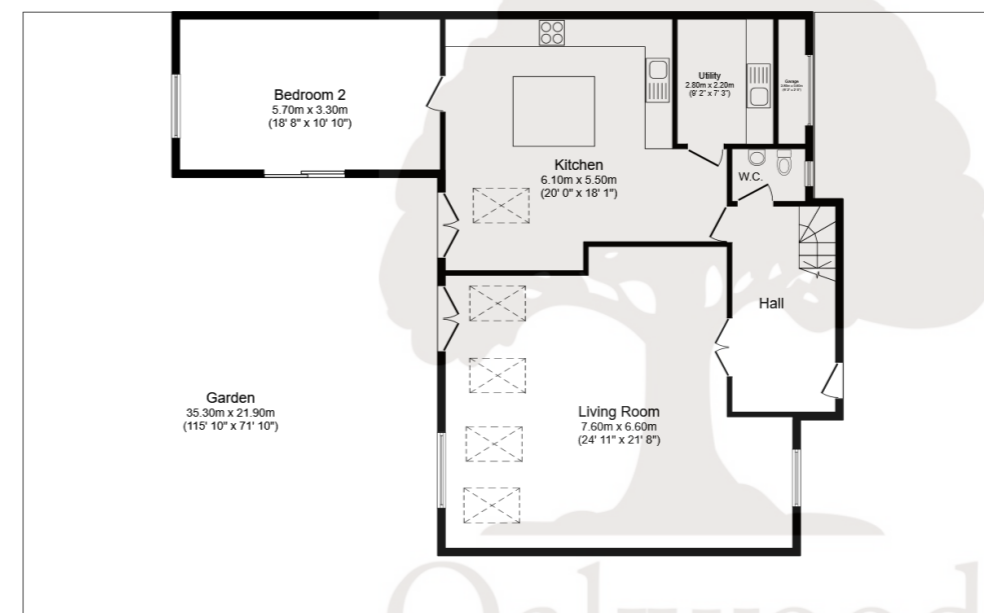 Bedroom 2
5.70m x 3.30m
(18' 8" x 10' 10")
Utility
2.80m x 2.20m
(9' 2" x 7' 3")
Garage
Kitchen
6.10m x 5.50m
(20' 0" x 18' 1")
W.C.
Hall
Garden
35.30m x 21.90m
(115' 10" x 71' 10")
Living Room
7.60m x 6.60m
(24' 11" x 21' 8")